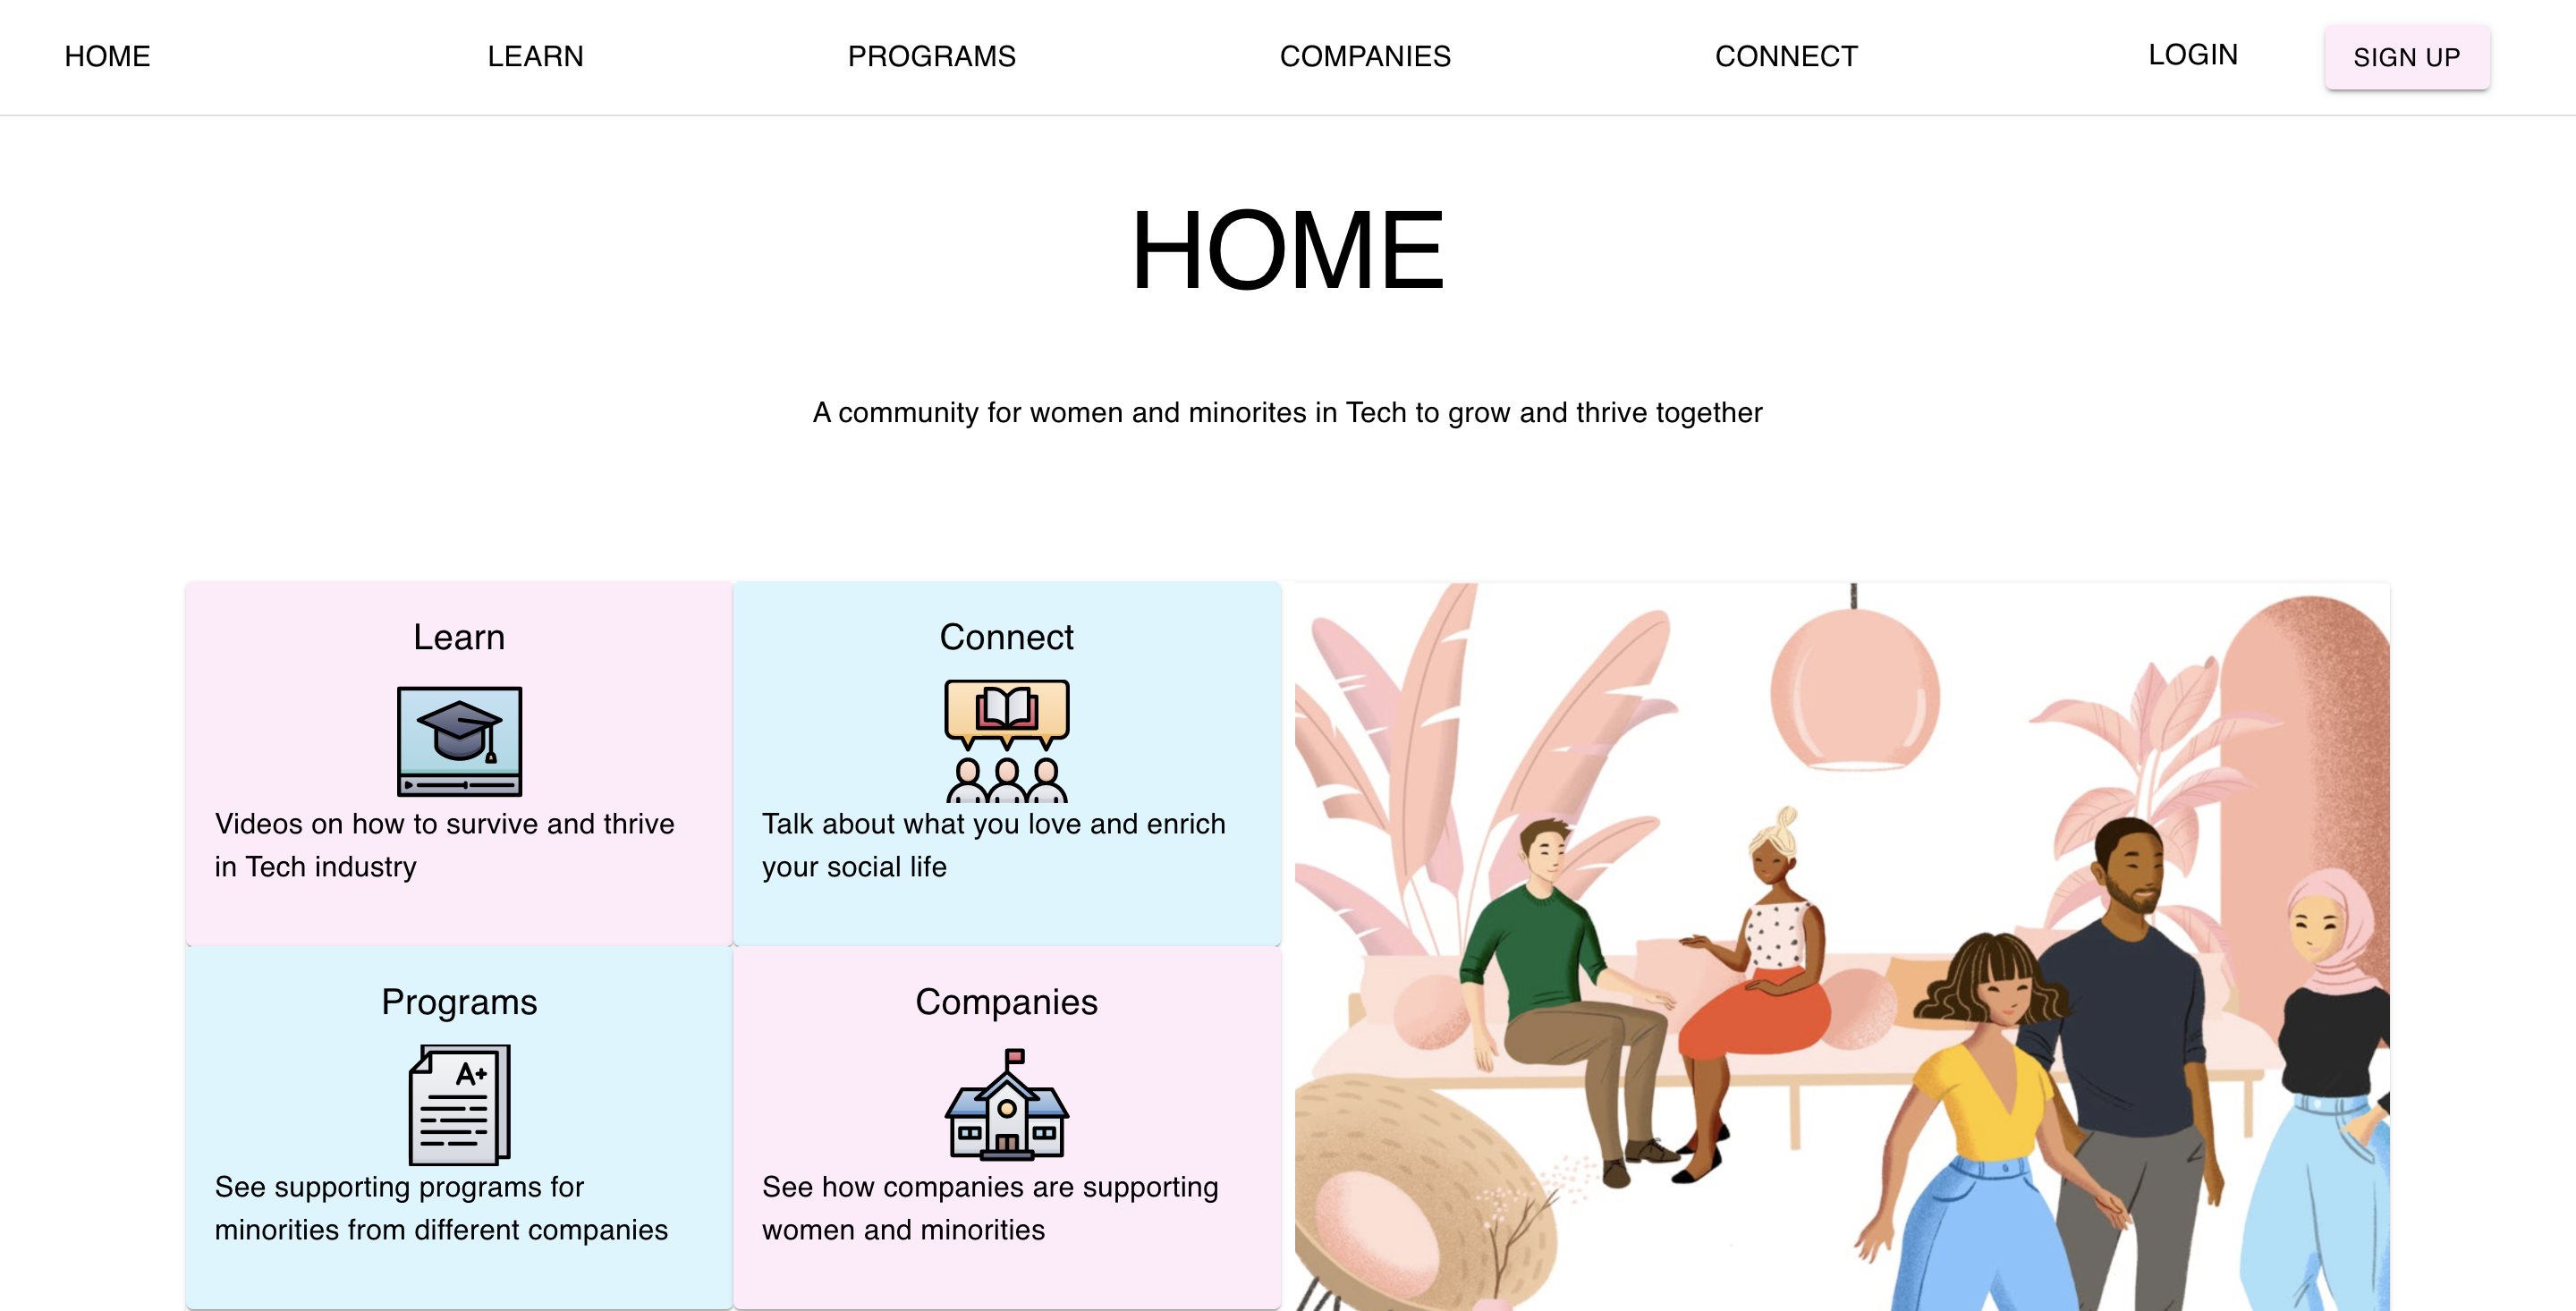 HOME
LEARN
PROGRAMS
COMPANIES
CONNECT
LOGIN
SIGN UP
HOME
A community for women and minorites in Tech to grow and thrive together
Learn
Videos on how to survive and thrive
in Tech industry
Connect
Talk about what you love and enrich
your social life
Programs
A+
See supporting programs for
minorities from different companies
Companies
See how companies are supporting
women and minorities